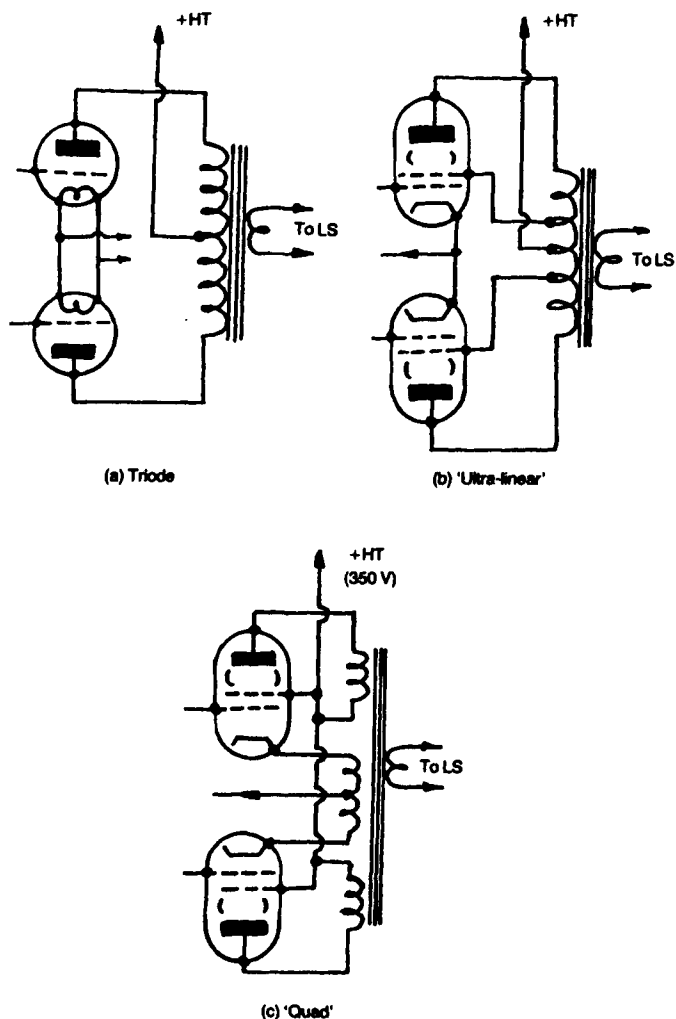 +HT
To LS
(a) Triode
+HT
To LS
(b) 'Ultra-linear'
+HT
(350 V)
To LS
(c) 'Quad'